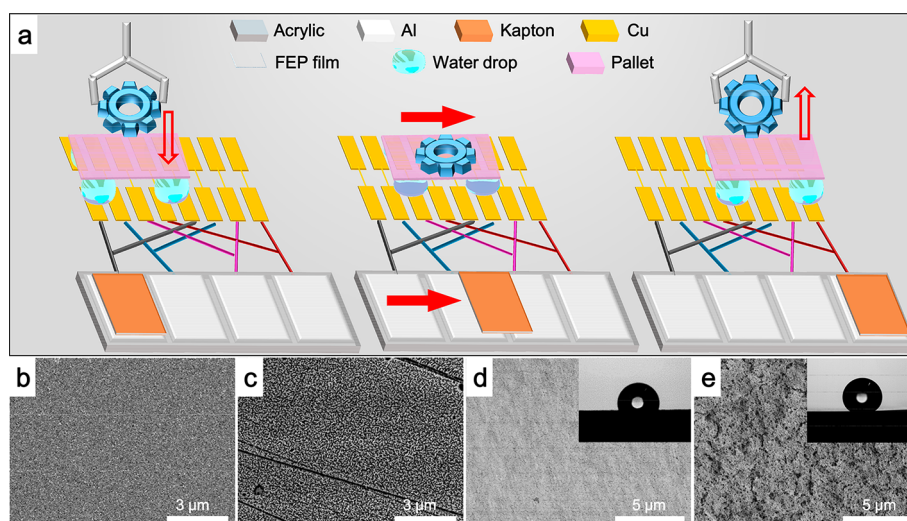 a
Acrylic Al Kapton Cu
FEP film Water drop Pallet
b c d e
3 μm 3 μm 5 μm 5 μm